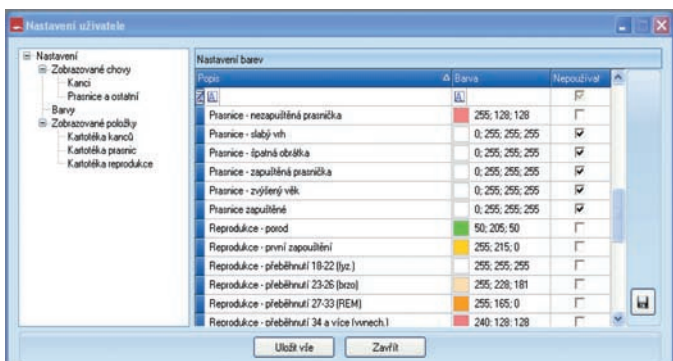 Nastavení uživatele
Nastavení
Zobrazované chovy
Kanci
Prasnice a ostatní
Barvy
Zobrazované položky
Kartotéka kanců
Kartotéka prasnic
Kartotéka reprodukce
Nastavení barev
Popis Barva Nepoužívat
Prasnice - nezapuštěná prasnička 255; 128; 128
Prasnice - slabý vrh 0; 255; 255; 255
Prasnice - špatná obrátka 0; 255; 255; 255
Prasnice - zapuštěná prasnička 0; 255; 255; 255
Prasnice - zvýšený věk 0; 255; 255; 255
Prasnice zapuštěné 0; 255; 255; 255
Reprodukce - porod 50; 205; 50
Reprodukce - první zapouštění 255; 215; 0
Reprodukce - přeběhnutí 18-22 (fyz.) 255; 255; 255
Reprodukce - přeběhnutí 23-26 (brzo) 255; 228; 181
Reprodukce - přeběhnutí 27-33 (REM) 255; 165; 0
Reprodukce - přeběhnutí 34 a více (vynech.) 240; 128; 128
Uložit vše Zavřít